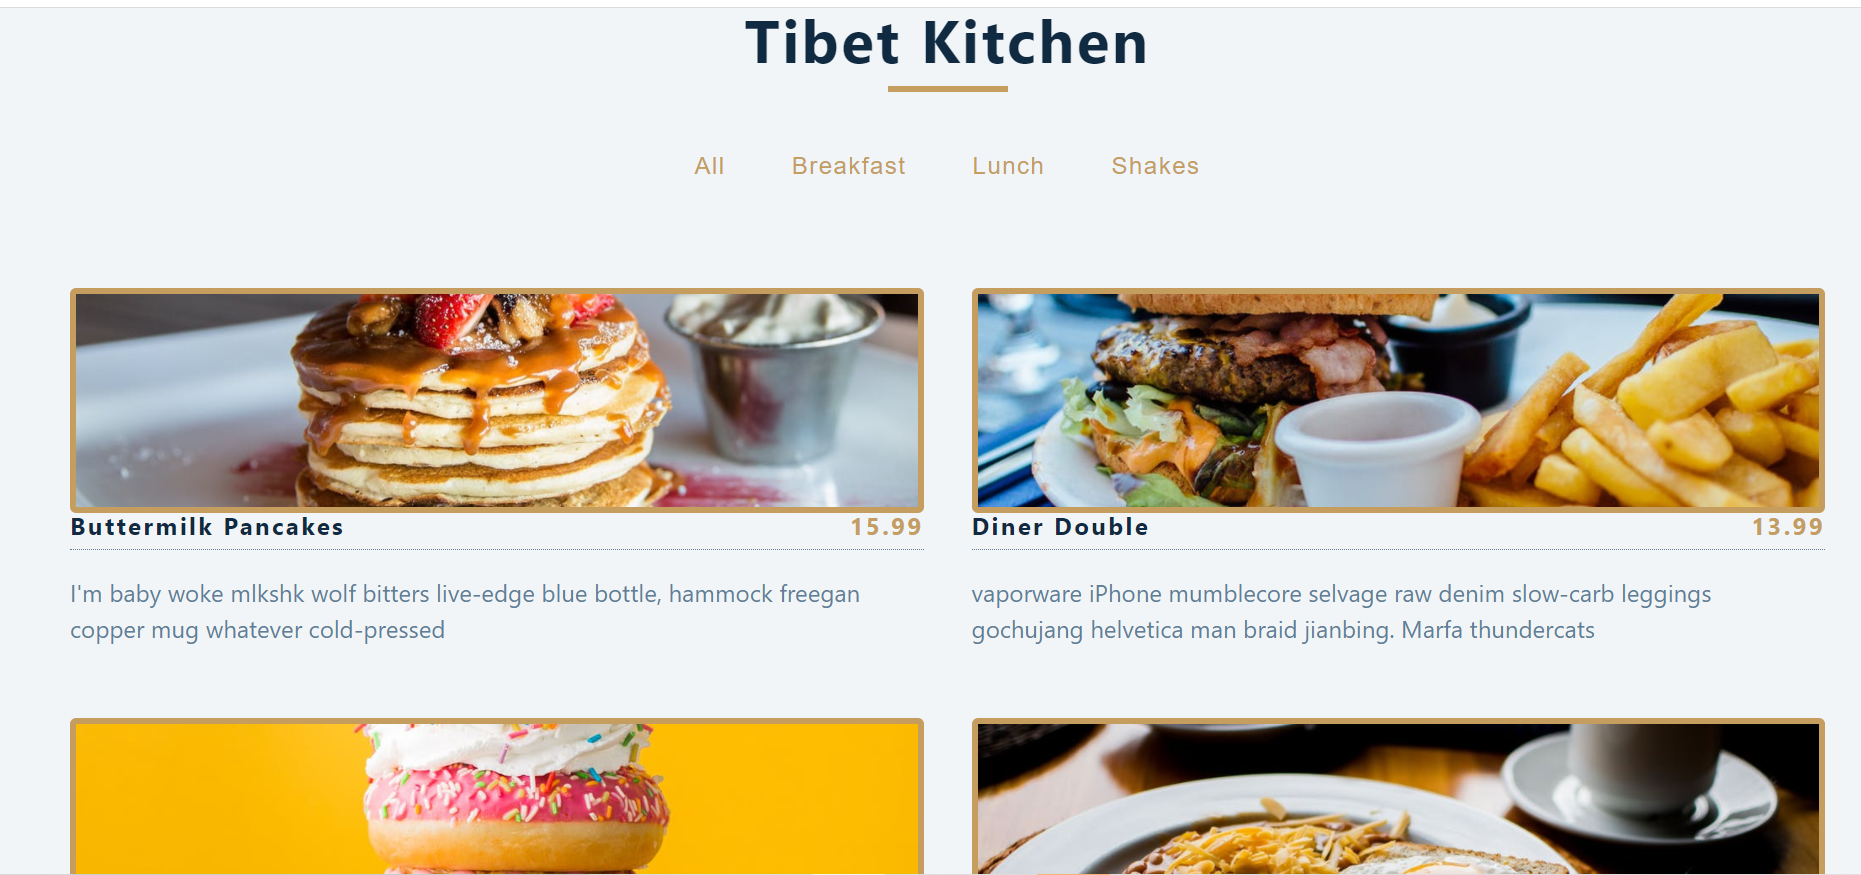 Tibet Kitchen
All Breakfast Lunch Shakes
Buttermilk Pancakes 15.99
I'm baby woke mlkshk wolf bitters live-edge blue bottle, hammock freegan
copper mug whatever cold-pressed
Diner Double 13.99
vaporware iPhone mumblecore selvage raw denim slow-carb leggings
gochujang helvetica man braid jianbing. Marfa thundercats